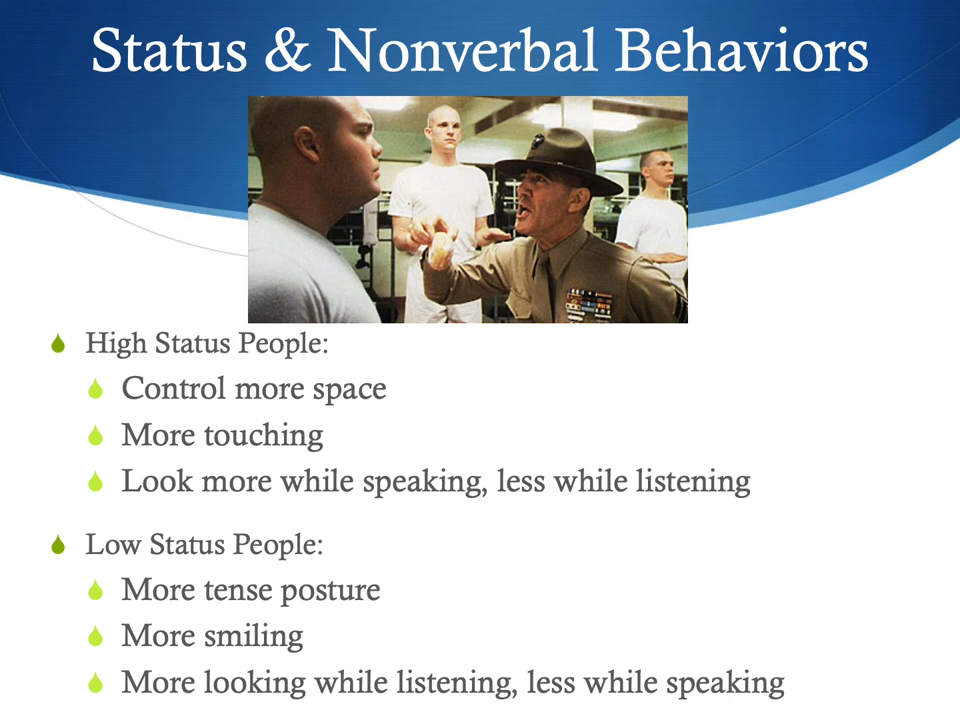 Status & Nonverbal Behaviors
High Status People:
Control more space
More touching
Look more while speaking, less while listening
Low Status People:
More tense posture
More smiling
More looking while listening, less while speaking